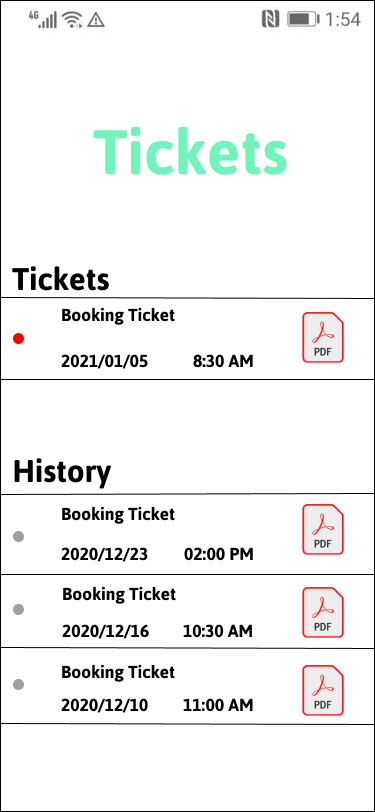 4G 1:54
Tickets
Tickets
Booking Ticket
2021/01/05 8:30 AM
PDF
History
Booking Ticket
2020/12/23 02:00 PM
PDF
Booking Ticket
2020/12/16 10:30 AM
PDF
Booking Ticket
2020/12/10 11:00 AM
PDF